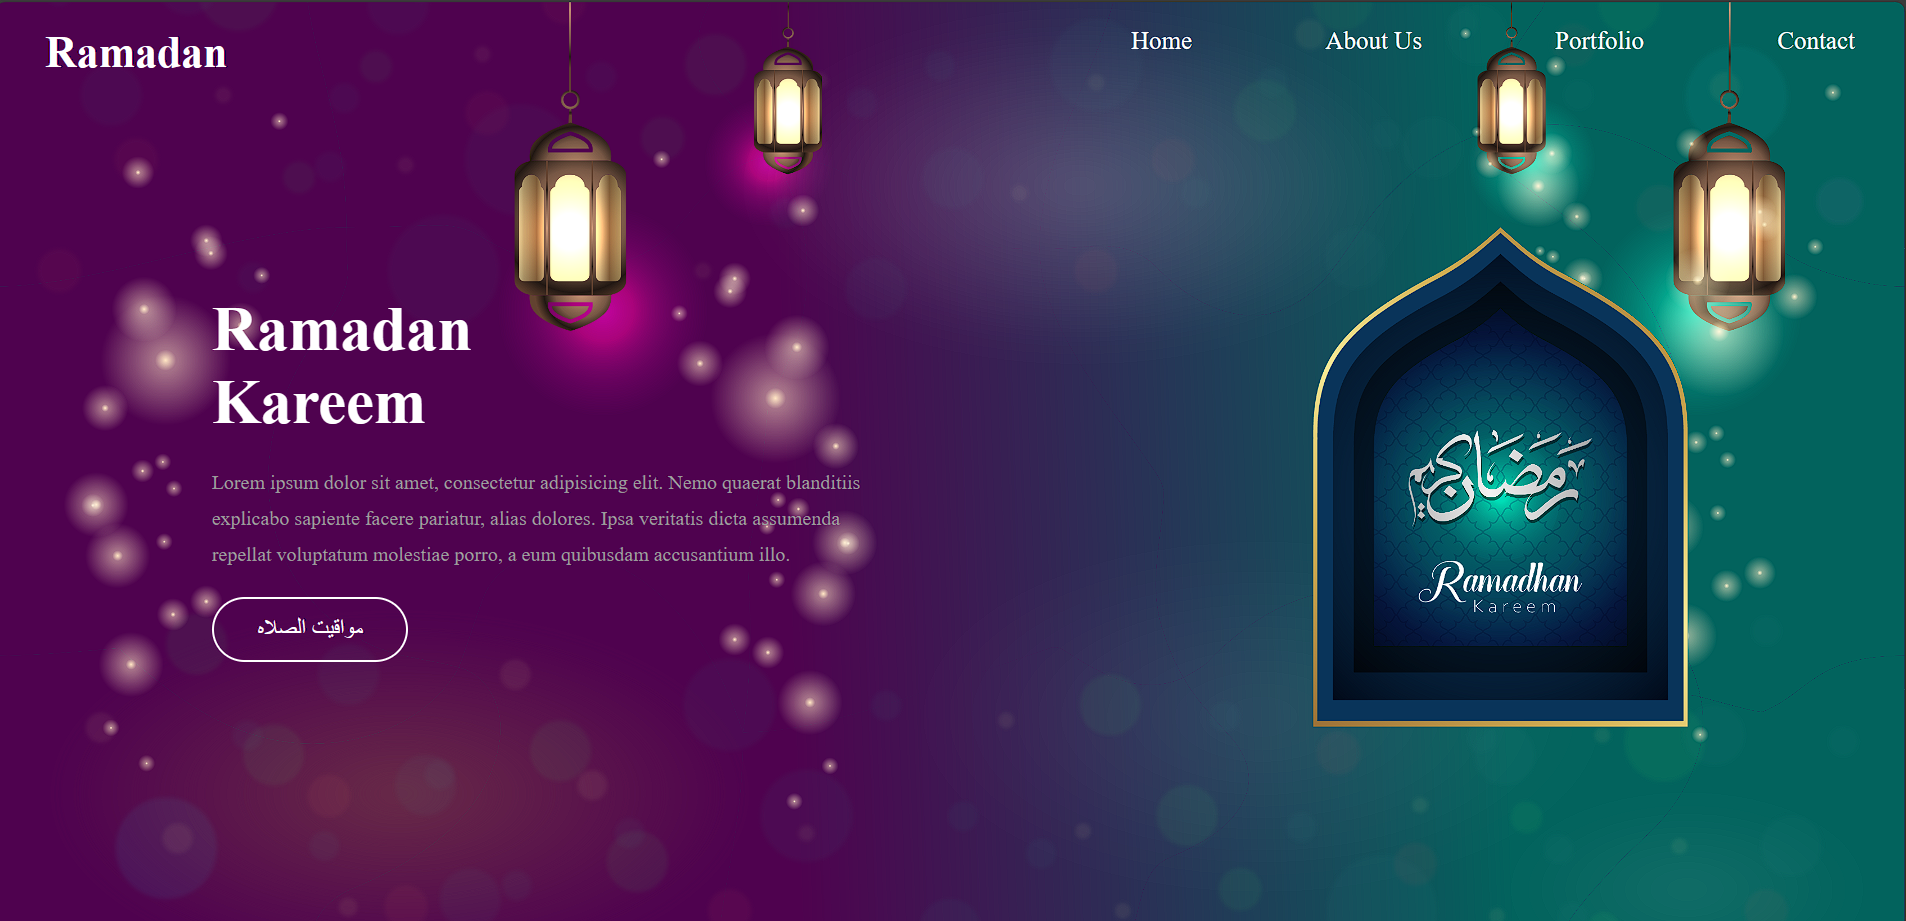 Ramadan
Home
About Us
Portfolio
Contact
Ramadan
Kareem
Lorem ipsum dolor sit amet, consectetur adipisicing elit. Nemo quaerat blanditiis
explicabo sapiente facere pariatur, alias dolores. Ipsa veritatis dicta assumenda
repellat voluptatum molestiae porro, a eum quibusdam accusantium illo.
مواقيت الصلاه
رمضان كريم
Ramadhan
Kareem